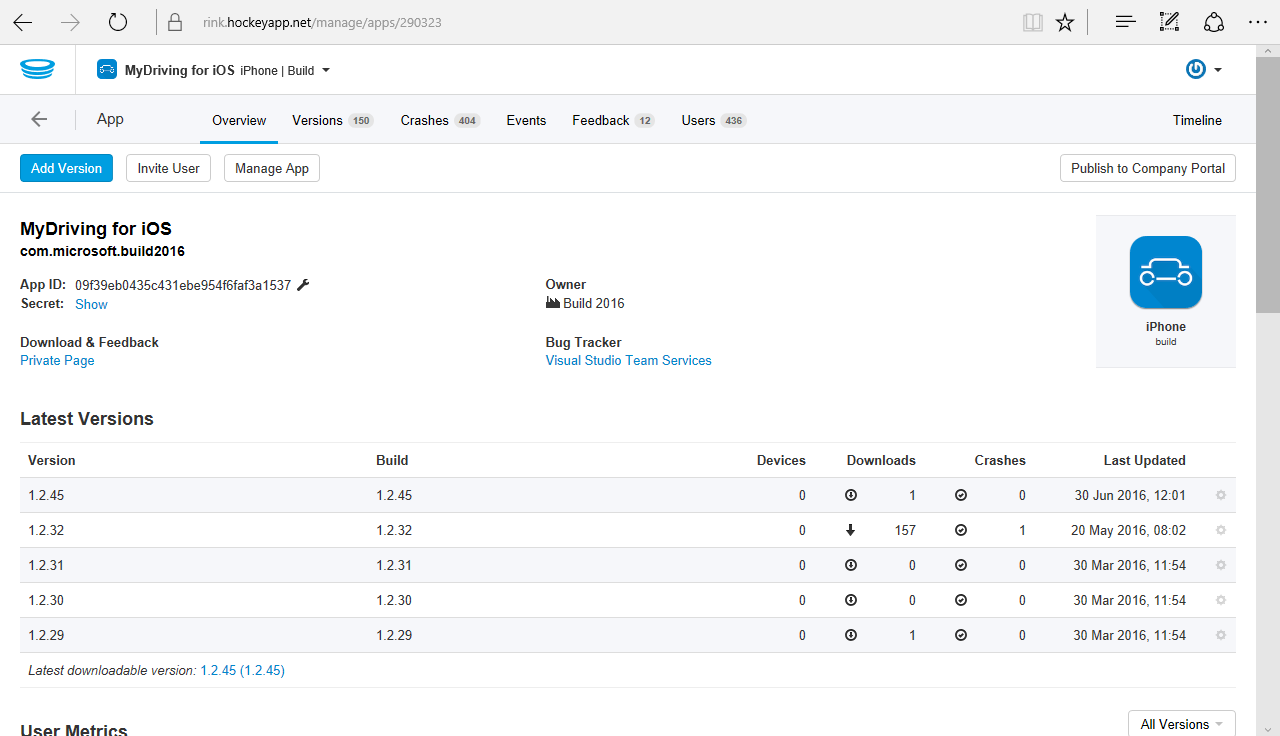 rink.hockeyapp.net/manage/apps/290323
MyDriving for iOS iPhone | Build
App Overview Versions 150 Crashes 404 Events Feedback 12 Users 436 Timeline
Add Version Invite User Manage App Publish to Company Portal
MyDriving for iOS
com.microsoft.build2016
App ID: 09f39eb0435c431ebe954f6faf3a1537
Secret: Show
Owner
Build 2016
Download & Feedback
Private Page
Bug Tracker
Visual Studio Team Services
iPhone
build
Latest Versions
Version Build Devices Downloads Crashes Last Updated
1.2.45 1.2.45 0 1 0 30 Jun 2016, 12:01
1.2.32 1.2.32 0 157 1 20 May 2016, 08:02
1.2.31 1.2.31 0 0 0 30 Mar 2016, 11:54
1.2.30 1.2.30 0 0 0 30 Mar 2016, 11:54
1.2.29 1.2.29 0 1 0 30 Mar 2016, 11:54
Latest downloadable version: 1.2.45 (1.2.45)
User Metrics All Versions